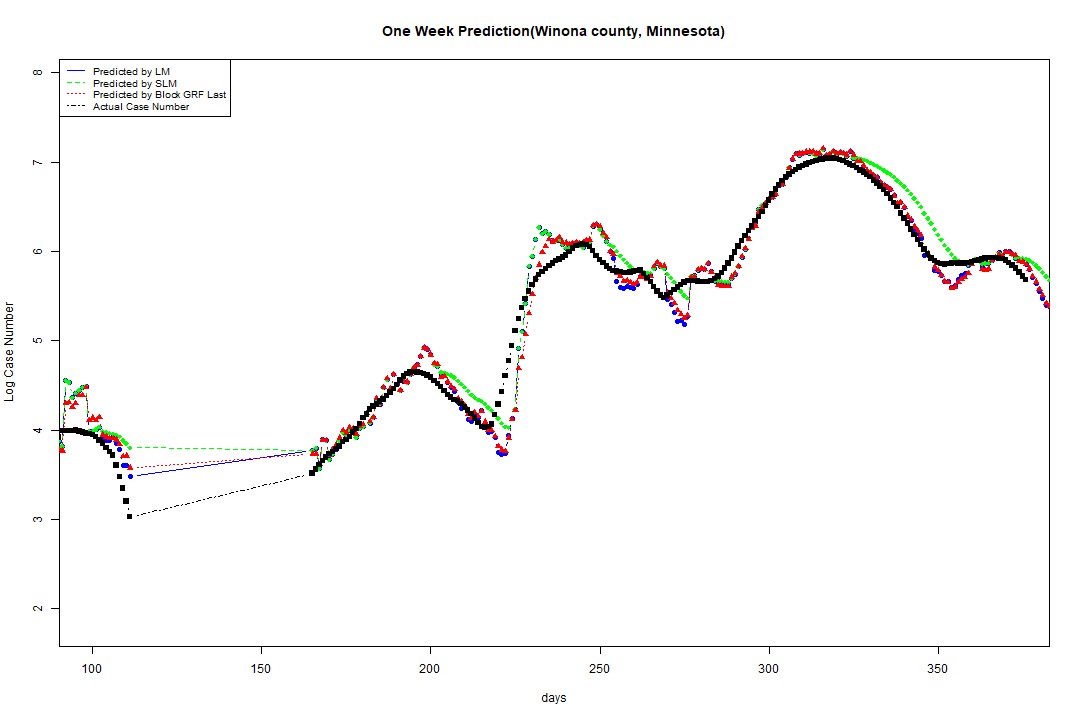 One Week Prediction(Winona county, Minnesota)
Predicted by LM
Predicted by SLM
Predicted by Block GRF Last
Actual Case Number
8
7
6
5
4
3
2
Log Case Number
100 150 200 250 300 350
days